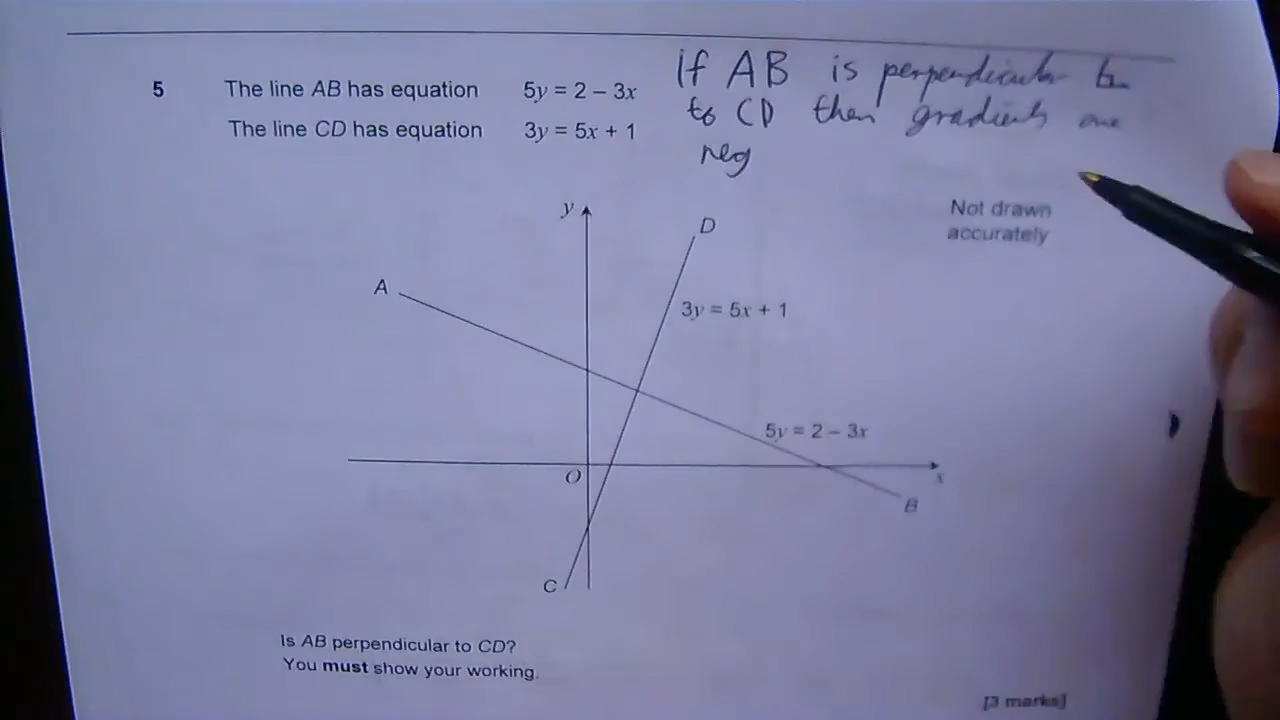 5 The line AB has equation 5y = 2 – 3x
The line CD has equation 3y = 5x + 1
If AB is perpendicular
to CD then gradients are
neg
Not drawn
accurately
y
D
A
3y = 5x + 1
5y = 2 – 3x
O
x
B
C
Is AB perpendicular to CD?
You must show your working.
[3 marks]